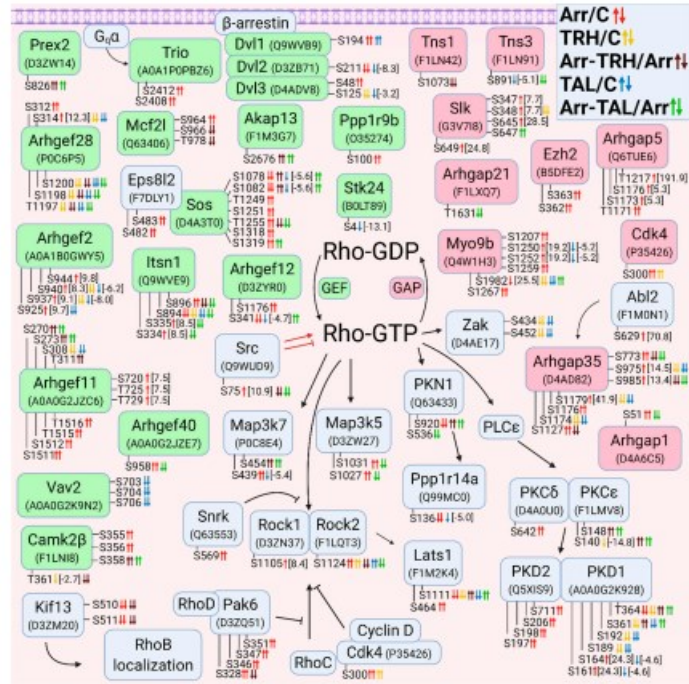 β-arrestin
Arr/C
TRH/C
Arr-TRH/Arr
TAL/C
Arr-TAL/Arr
Prex2
(D3ZW14)
S826
Gqα
Trio
(A0A1P0PBZ6)
S2412
S2408
Dvl1 (Q9WVB9)
S194
Dvl2 (D3ZB71)
S211 [-8.3]
Dvl3 (D4ADV8)
S48
S125 [-3.2]
Tns1
(F1LN42)
S1073
Tns3
(F1LN91)
S891 [-5.1]
S312
S314 [12.3]
Arhgef28
(P0C6P5)
S1200
S1198
T1197
Mcf2l
(Q63406)
S964
S966
T978
Akap13
(F1M3G7)
S2676
Ppp1r9b
(O35274)
S100
Slk
(G3V7I8)
S347 [7.7]
S348 [7.7]
S645 [28.5]
S647
S649 [24.8]
Arhgap5
(Q6TUE6)
T1217 [191.9]
S1176 [5.3]
S1173 [5.3]
T1171
Ezh2
(B5DFE2)
S363
S362
Eps8l2
(F7DLY1)
S483
S482
Sos
(D4A3T0)
S1078 [-5.6]
S1082 [-5.6]
T1249
S1251
T1255
S1318
S1319
Stk24
(B0LT89)
S4 [-13.1]
Arhgap21
(F1LXQ7)
T1631
Cdk4
(P35426)
S300
Arhgef2
(A0A1B0GWY5)
S944 [9.8]
S940 [8.3] [-6.2]
S937 [9.1] [-8.0]
S925 [9.7]
Itsn1
(Q9WVE9)
S896
S894
S335 [8.5]
S334 [8.5]
Arhgef12
(D3ZYR0)
S1176
S341 [-4.7]
Rho-GDP
GEF
GAP
Rho-GTP
Myo9b
(Q4W1H3)
S1207
S1250 [19.2] [-5.2]
S1252 [19.2] [-5.2]
S1259
S1982 [25.5]
S1267
Abl2
(F1M0N1)
S629 [70.8]
S270
S273
S308
T311
Arhgef11
(A0A0G2JZC6)
S720 [7.5]
T725 [7.5]
T729 [7.5]
T1516
T1515
S1512
S1511
Src
(Q9WUD9)
S75 [10.9]
Zak
(D4AE17)
S434
S452
Arhgap35
(D4AD82)
S773
S975 [14.5]
S985 [13.4]
S1179 [41.9]
S1176
S1174
S1127
Arhgef40
(A0A0G2JZE7)
S958
Map3k7
(P0C8E4)
S454
S439 [-5.4]
Map3k5
(D3ZW27)
S1031
S1027
PKN1
(Q63433)
S920
S536
PLCε
S51
Arhgap1
(D4A6C5)
Vav2
(A0A0G2K9N2)
S703
S704
S706
Snrk
(Q63553)
S569
Rock1
(D3ZN37)
S1105 [8.4]
Rock2
(F1LQT3)
S1124
Ppp1r14a
(Q99MC0)
S136 [-5.0]
PKCδ
(D4A0U0)
S642
PKCε
(F1LMV8)
S148
S140 [-14.8]
Camk2β
(F1LNI8)
S355
S356
S358
T361 [-2.7]
Lats1
(F1M2K4)
S1111
S464
PKD2
(Q5XIS9)
S711
S206
S198
S197
PKD1
(A0A0G2K928)
T364
S361
S192
S189
S164 [24.3] [-4.6]
S161 [24.3] [-4.6]
Kif13
(D3ZM20)
S510
S511
RhoB
localization
RhoD
Pak6
(D3ZQ51)
S351
S347
S346
S328
RhoC
Cyclin D
Cdk4 (P35426)
S300